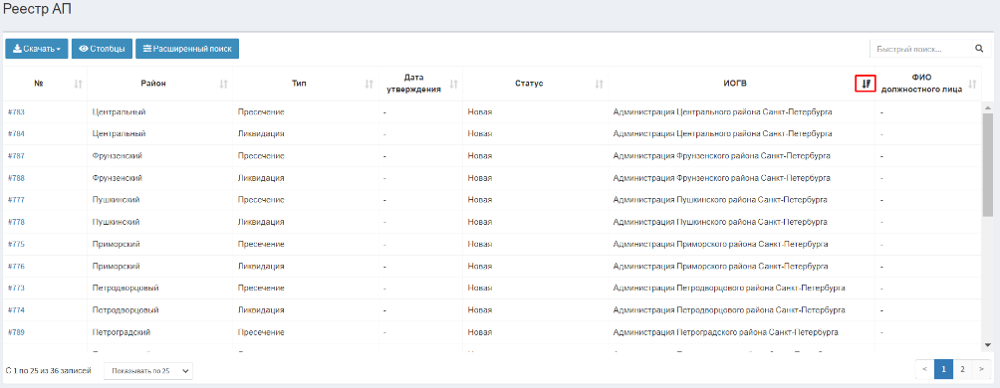 Реестр АП
Скачать Столбцы Расширенный поиск Быстрый поиск...
№ Район Тип Дата утверждения Статус ИОГВ ФИО должностного лица
#783 Центральный Пресечение - Новая Администрация Центрального района Санкт-Петербурга -
#784 Центральный Ликвидация - Новая Администрация Центрального района Санкт-Петербурга -
#787 Фрунзенский Пресечение - Новая Администрация Фрунзенского района Санкт-Петербурга -
#788 Фрунзенский Ликвидация - Новая Администрация Фрунзенского района Санкт-Петербурга -
#777 Пушкинский Пресечение - Новая Администрация Пушкинского района Санкт-Петербурга -
#778 Пушкинский Ликвидация - Новая Администрация Пушкинского района Санкт-Петербурга -
#775 Приморский Пресечение - Новая Администрация Приморского района Санкт-Петербурга -
#776 Приморский Ликвидация - Новая Администрация Приморского района Санкт-Петербурга -
#773 Петродворцовый Пресечение - Новая Администрация Петродворцового района Санкт-Петербурга -
#774 Петродворцовый Ликвидация - Новая Администрация Петродворцового района Санкт-Петербурга -
#789 Петроградский Пресечение - Новая Администрация Петроградского района Санкт-Петербурга -
С 1 по 25 из 36 записей Показывать по 25 < 1 2 >